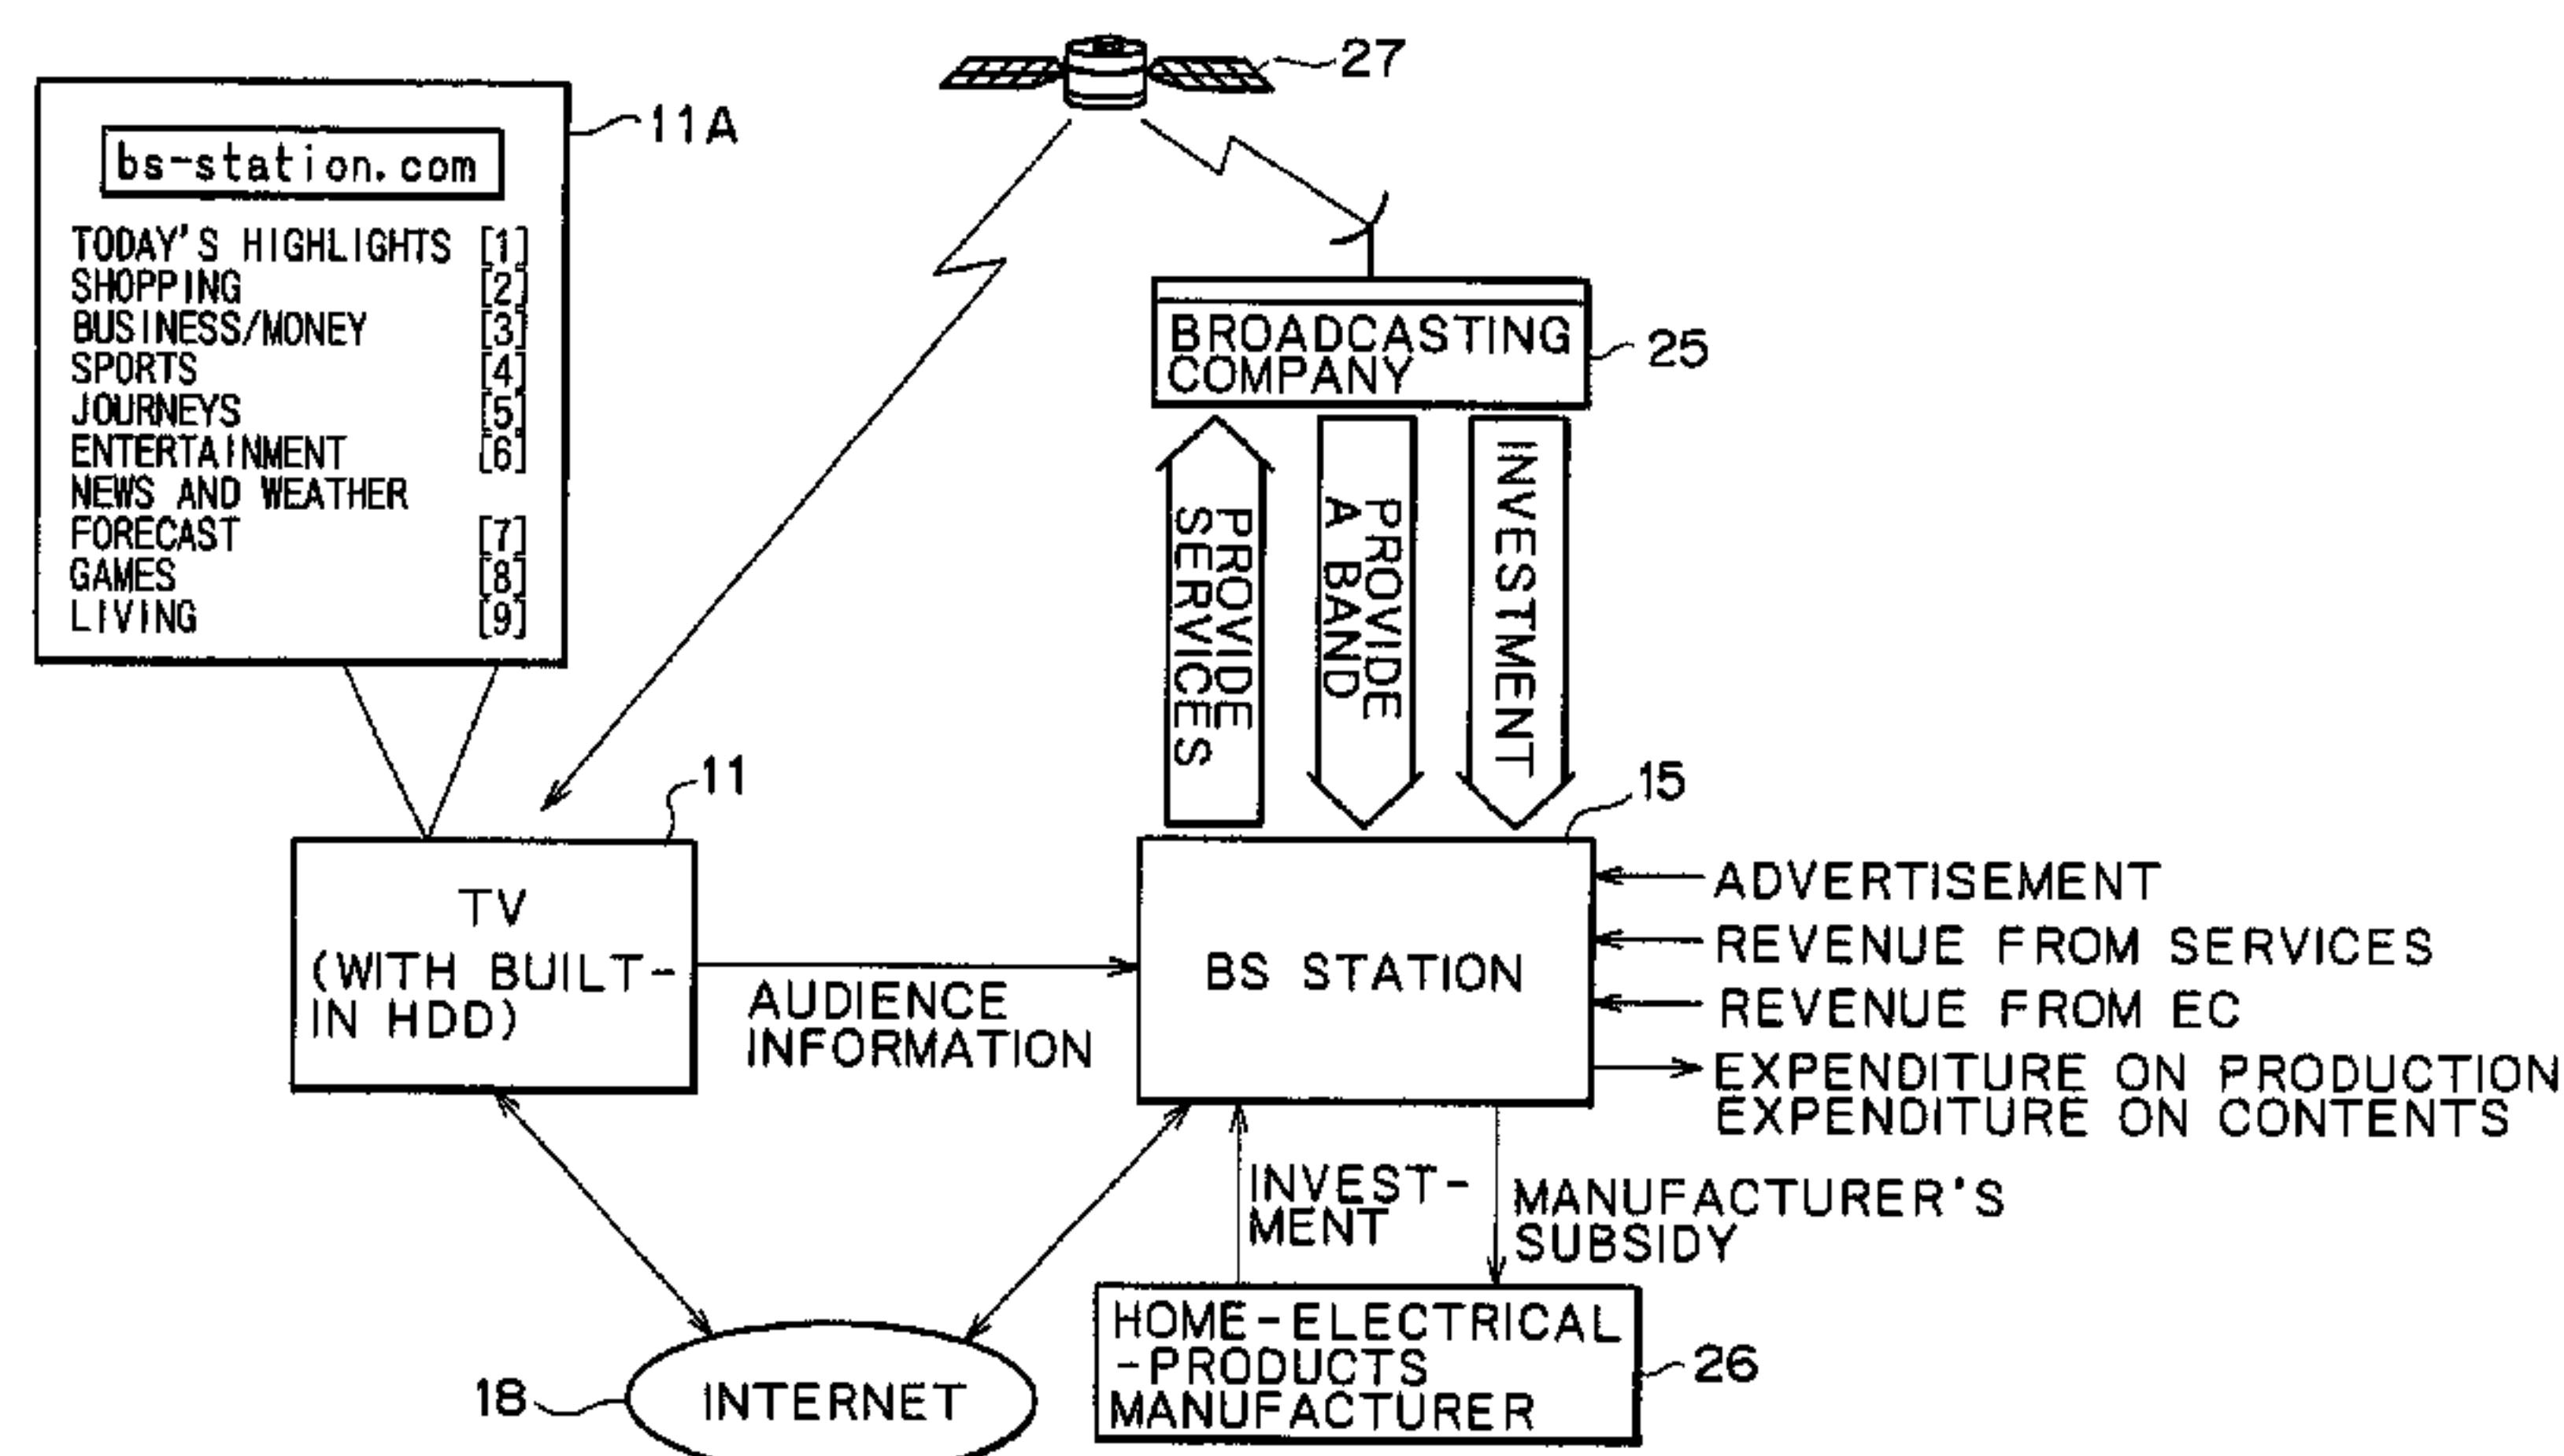 27
11A
bs-station.com
TODAY'S HIGHLIGHTS [1]
SHOPPING [2]
BUSINESS/MONEY [3]
SPORTS [4]
JOURNEYS [5]
ENTERTAINMENT [6]
NEWS AND WEATHER
FORECAST [7]
GAMES [8]
LIVING [9]
BROADCASTING
COMPANY
25
PROVIDE
SERVICES
PROVIDE
A BAND
INVESTMENT
11
TV
(WITH BUILT-
IN HDD)
AUDIENCE
INFORMATION
15
BS STATION
ADVERTISEMENT
REVENUE FROM SERVICES
REVENUE FROM EC
EXPENDITURE ON PRODUCTION
EXPENDITURE ON CONTENTS
INVEST-
MENT
MANUFACTURER'S
SUBSIDY
18
INTERNET
HOME-ELECTRICAL
-PRODUCTS
MANUFACTURER
26